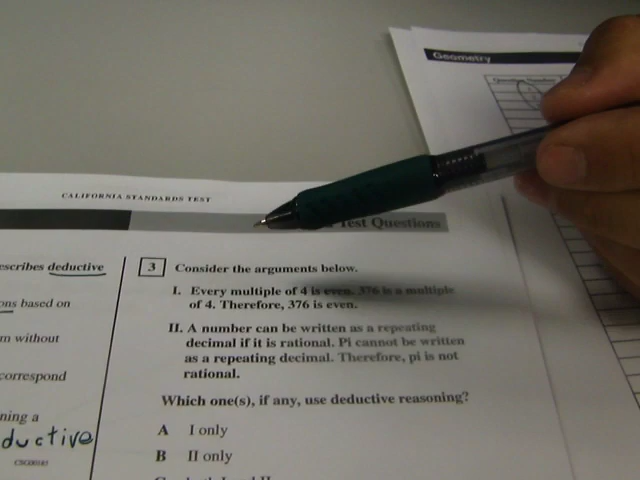 Geometry
Question Number
CALIFORNIA STANDARDS TEST
Test Questions
escribes deductive
ons based on
m without
correspond
ning a
ductive
CSG00185
3 Consider the arguments below.
I. Every multiple of 4 is even. 376 is a multiple
of 4. Therefore, 376 is even.
II. A number can be written as a repeating
decimal if it is rational. Pi cannot be written
as a repeating decimal. Therefore, pi is not
rational.
Which one(s), if any, use deductive reasoning?
A I only
B II only